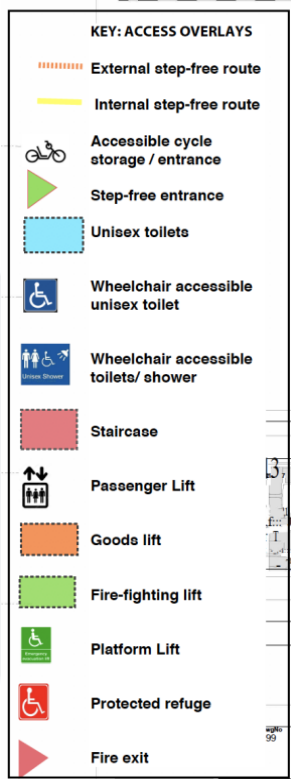 KEY: ACCESS OVERLAYS
External step-free route
Internal step-free route
Accessible cycle
storage / entrance
Step-free entrance
Unisex toilets
Wheelchair accessible
unisex toilet
Wheelchair accessible
toilets/ shower
Unisex Shower
Staircase
Passenger Lift
Goods lift
Fire-fighting lift
Platform Lift
Protected refuge
Fire exit
99